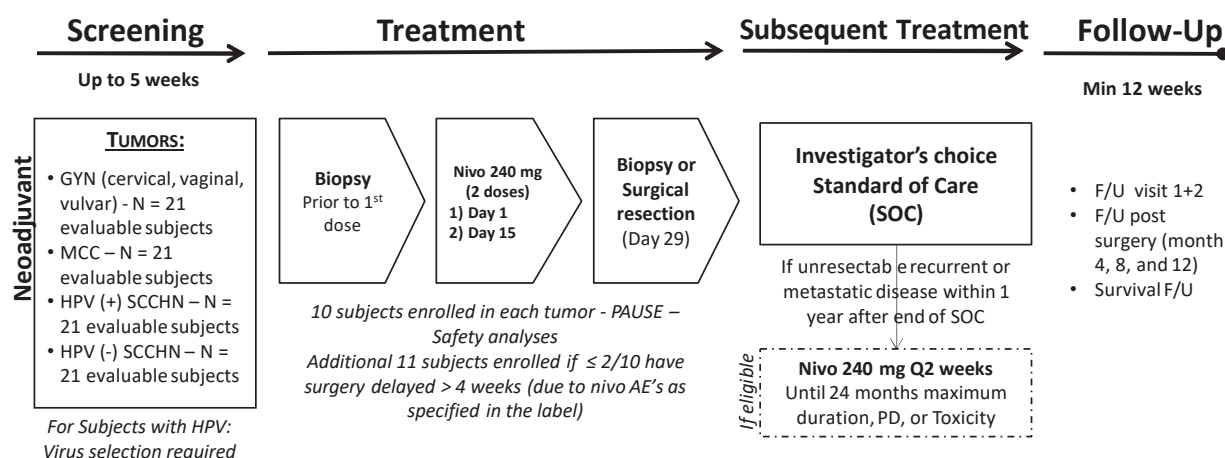 Screening
Up to 5 weeks
Neoadjuvant
TUMORS:
• GYN (cervical, vaginal,
vulvar) - N = 21
evaluable subjects
• MCC – N = 21
evaluable subjects
• HPV (+) SCCHN – N =
21 evaluable subjects
• HPV (-) SCCHN – N =
21 evaluable subjects
For Subjects with HPV:
Virus selection required
Treatment
Biopsy
Prior to 1st
dose
Nivo 240 mg
(2 doses)
1) Day 1
2) Day 15
Biopsy or
Surgical
resection
(Day 29)
10 subjects enrolled in each tumor - PAUSE –
Safety analyses
Additional 11 subjects enrolled if ≤ 2/10 have
surgery delayed > 4 weeks (due to nivo AE's as
specified in the label)
Subsequent Treatment
Investigator's choice
Standard of Care
(SOC)
If unresectable recurrent or
metastatic disease within 1
year after end of SOC
If eligible
Nivo 240 mg Q2 weeks
Until 24 months maximum
duration, PD, or Toxicity
Follow-Up
Min 12 weeks
• F/U visit 1+2
• F/U post
surgery (month
4, 8, and 12)
• Survival F/U